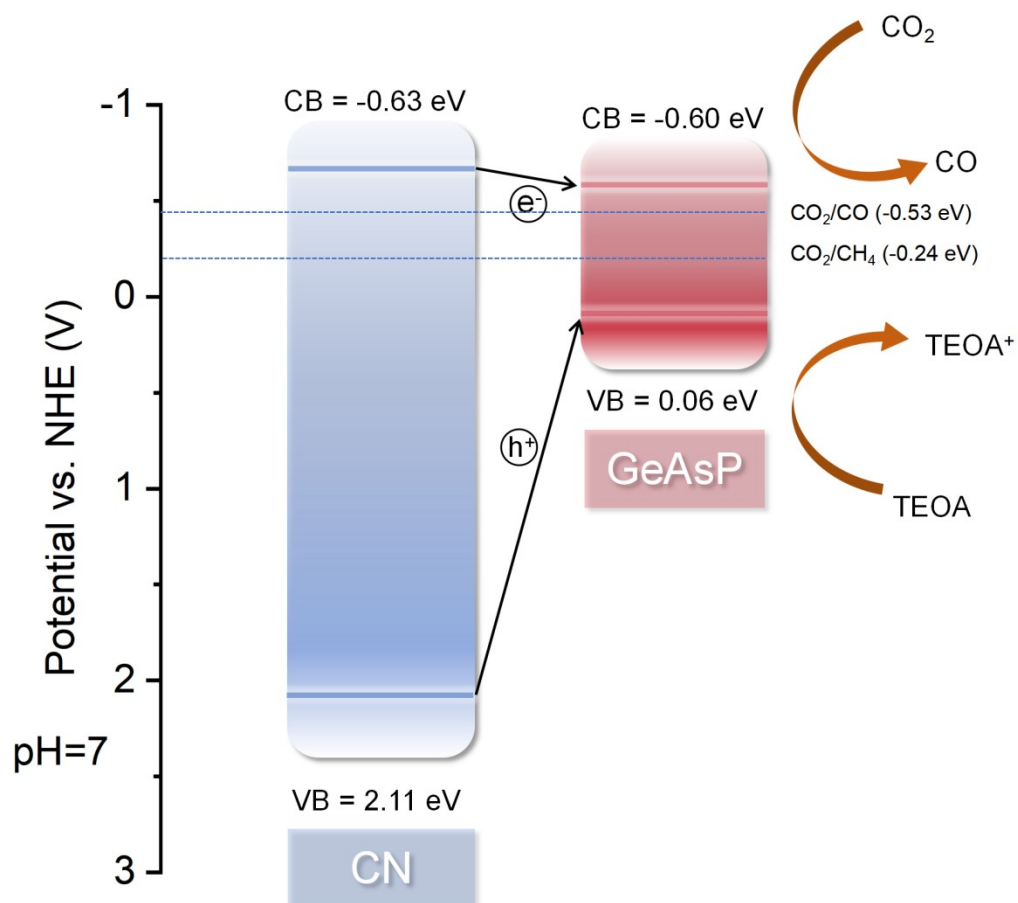 CO₂
-1
CB = -0.63 eV
CB = -0.60 eV
CO
e⁻
CO₂/CO (-0.53 eV)
CO₂/CH₄ (-0.24 eV)
0
TEOA⁺
VB = 0.06 eV
h⁺
GeAsP
1
TEOA
Potential vs. NHE (V)
2
pH=7
VB = 2.11 eV
CN
3